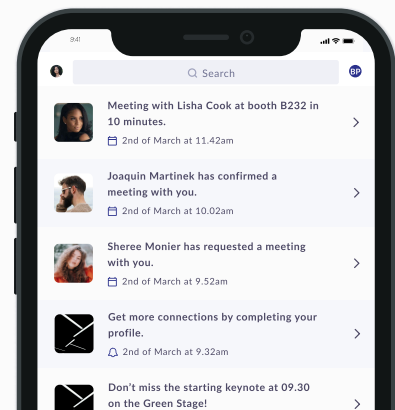 9:41
Search
BP
Meeting with Lisha Cook at booth B232 in
10 minutes.
2nd of March at 11.42am
Joaquin Martinek has confirmed a
meeting with you.
2nd of March at 10.02am
Sheree Monier has requested a meeting
with you.
2nd of March at 9.52am
Get more connections by completing your
profile.
2nd of March at 9.32am
Don't miss the starting keynote at 09.30
on the Green Stage!